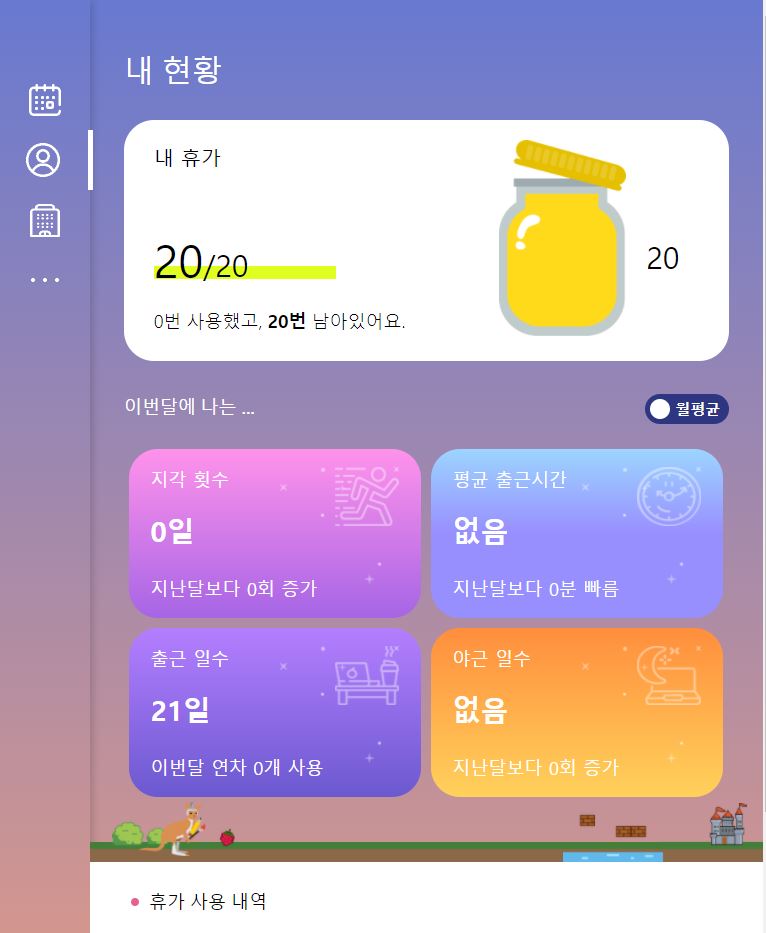 내 현황
내 휴가
20/20
20
0번 사용했고, 20번 남아있어요.
이번달에 나는 ...
월평균
지각 횟수
0일
지난달보다 0회 증가
평균 출근시간
없음
지난달보다 0분 빠름
출근 일수
21일
이번달 연차 0개 사용
야근 일수
없음
지난달보다 0회 증가
휴가 사용 내역